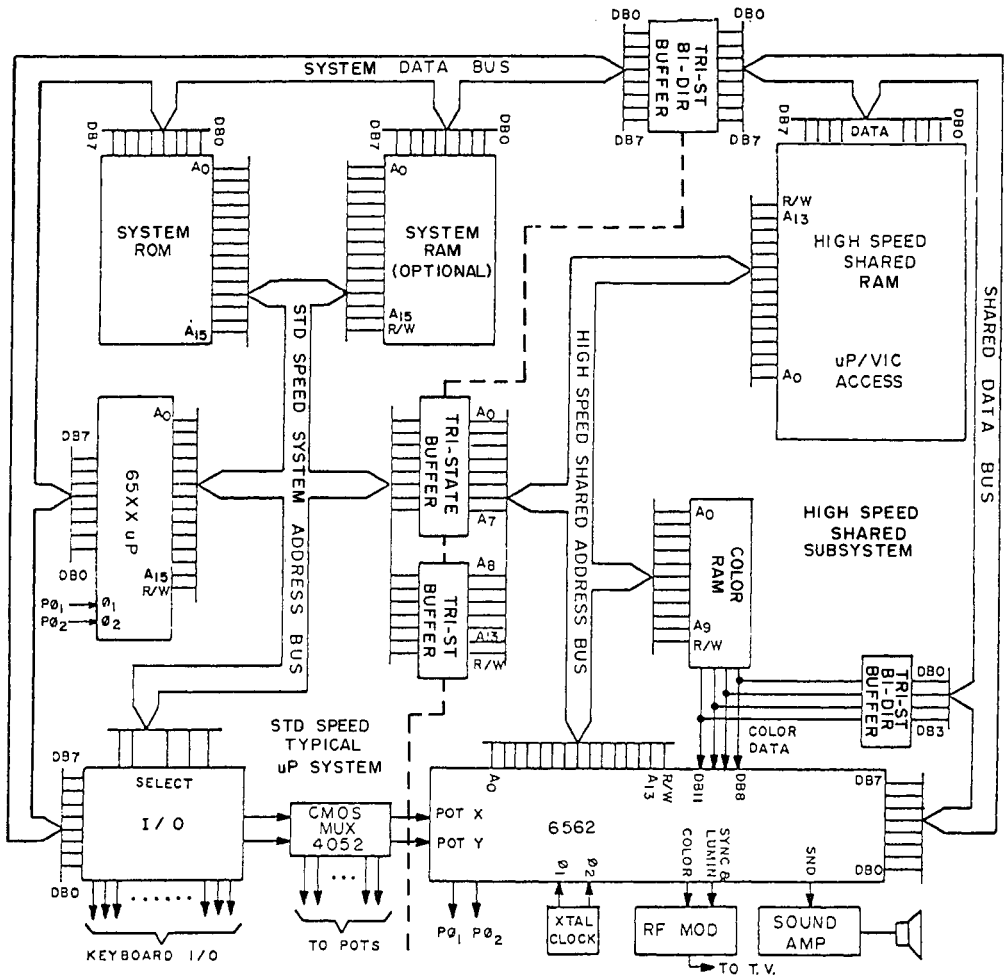 DB0
DB7
TRI-ST
BI-DIR
BUFFER
DB0
DB7
SYSTEM DATA BUS
DB7
DB0
A0
SYSTEM
ROM
A15
DB7
DB0
A0
SYSTEM
RAM
(OPTIONAL)
A15
R/W
DB7
DATA
DB0
R/W
A13
HIGH SPEED
SHARED
RAM
uP/VIC
ACCESS
A0
SHARED DATA BUS
STD SPEED SYSTEM ADDRESS BUS
HIGH SPEED SHARED ADDRESS BUS
DB7
DB0
A0
65XX uP
A15
R/W
PØ1
Ø1
PØ2
Ø2
TRI-STATE
BUFFER
A0
A7
TRI-ST
BUFFER
A8
A13
R/W
A0
COLOR
RAM
A9
R/W
HIGH SPEED
SHARED
SUBSYSTEM
TRI-ST
BI-DIR
BUFFER
DB0
DB3
COLOR
DATA
STD SPEED
TYPICAL
uP SYSTEM
DB7
DB0
SELECT
I/O
CMOS
MUX
4052
POT X
POT Y
A0
A13
R/W
DB11
DB8
DB7
DB0
6562
Ø1
Ø2
COLOR
SYNC &
LUMIN
SND
......
KEYBOARD I/O
...
TO POTS
PØ1
PØ2
XTAL
CLOCK
RF MOD
TO T.V.
SOUND
AMP